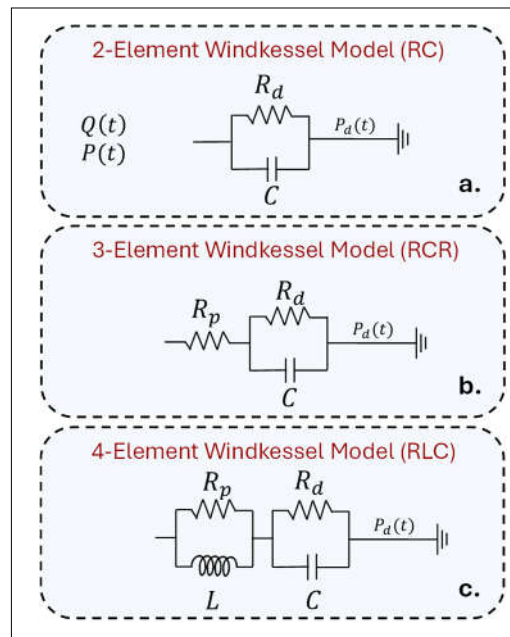 2-Element Windkessel Model (RC)
R_d
Q(t)
P(t)
P_d(t)
C
a.
3-Element Windkessel Model (RCR)
R_p
R_d
P_d(t)
C
b.
4-Element Windkessel Model (RLC)
R_p R_d
P_d(t)
L C
c.